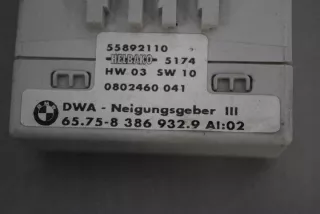 55892110
HELBAKO 5174
HW 03 SW 10
0802460 041
DWA - Neigungsgeber III
65.75-8 386 932.9 AI:02